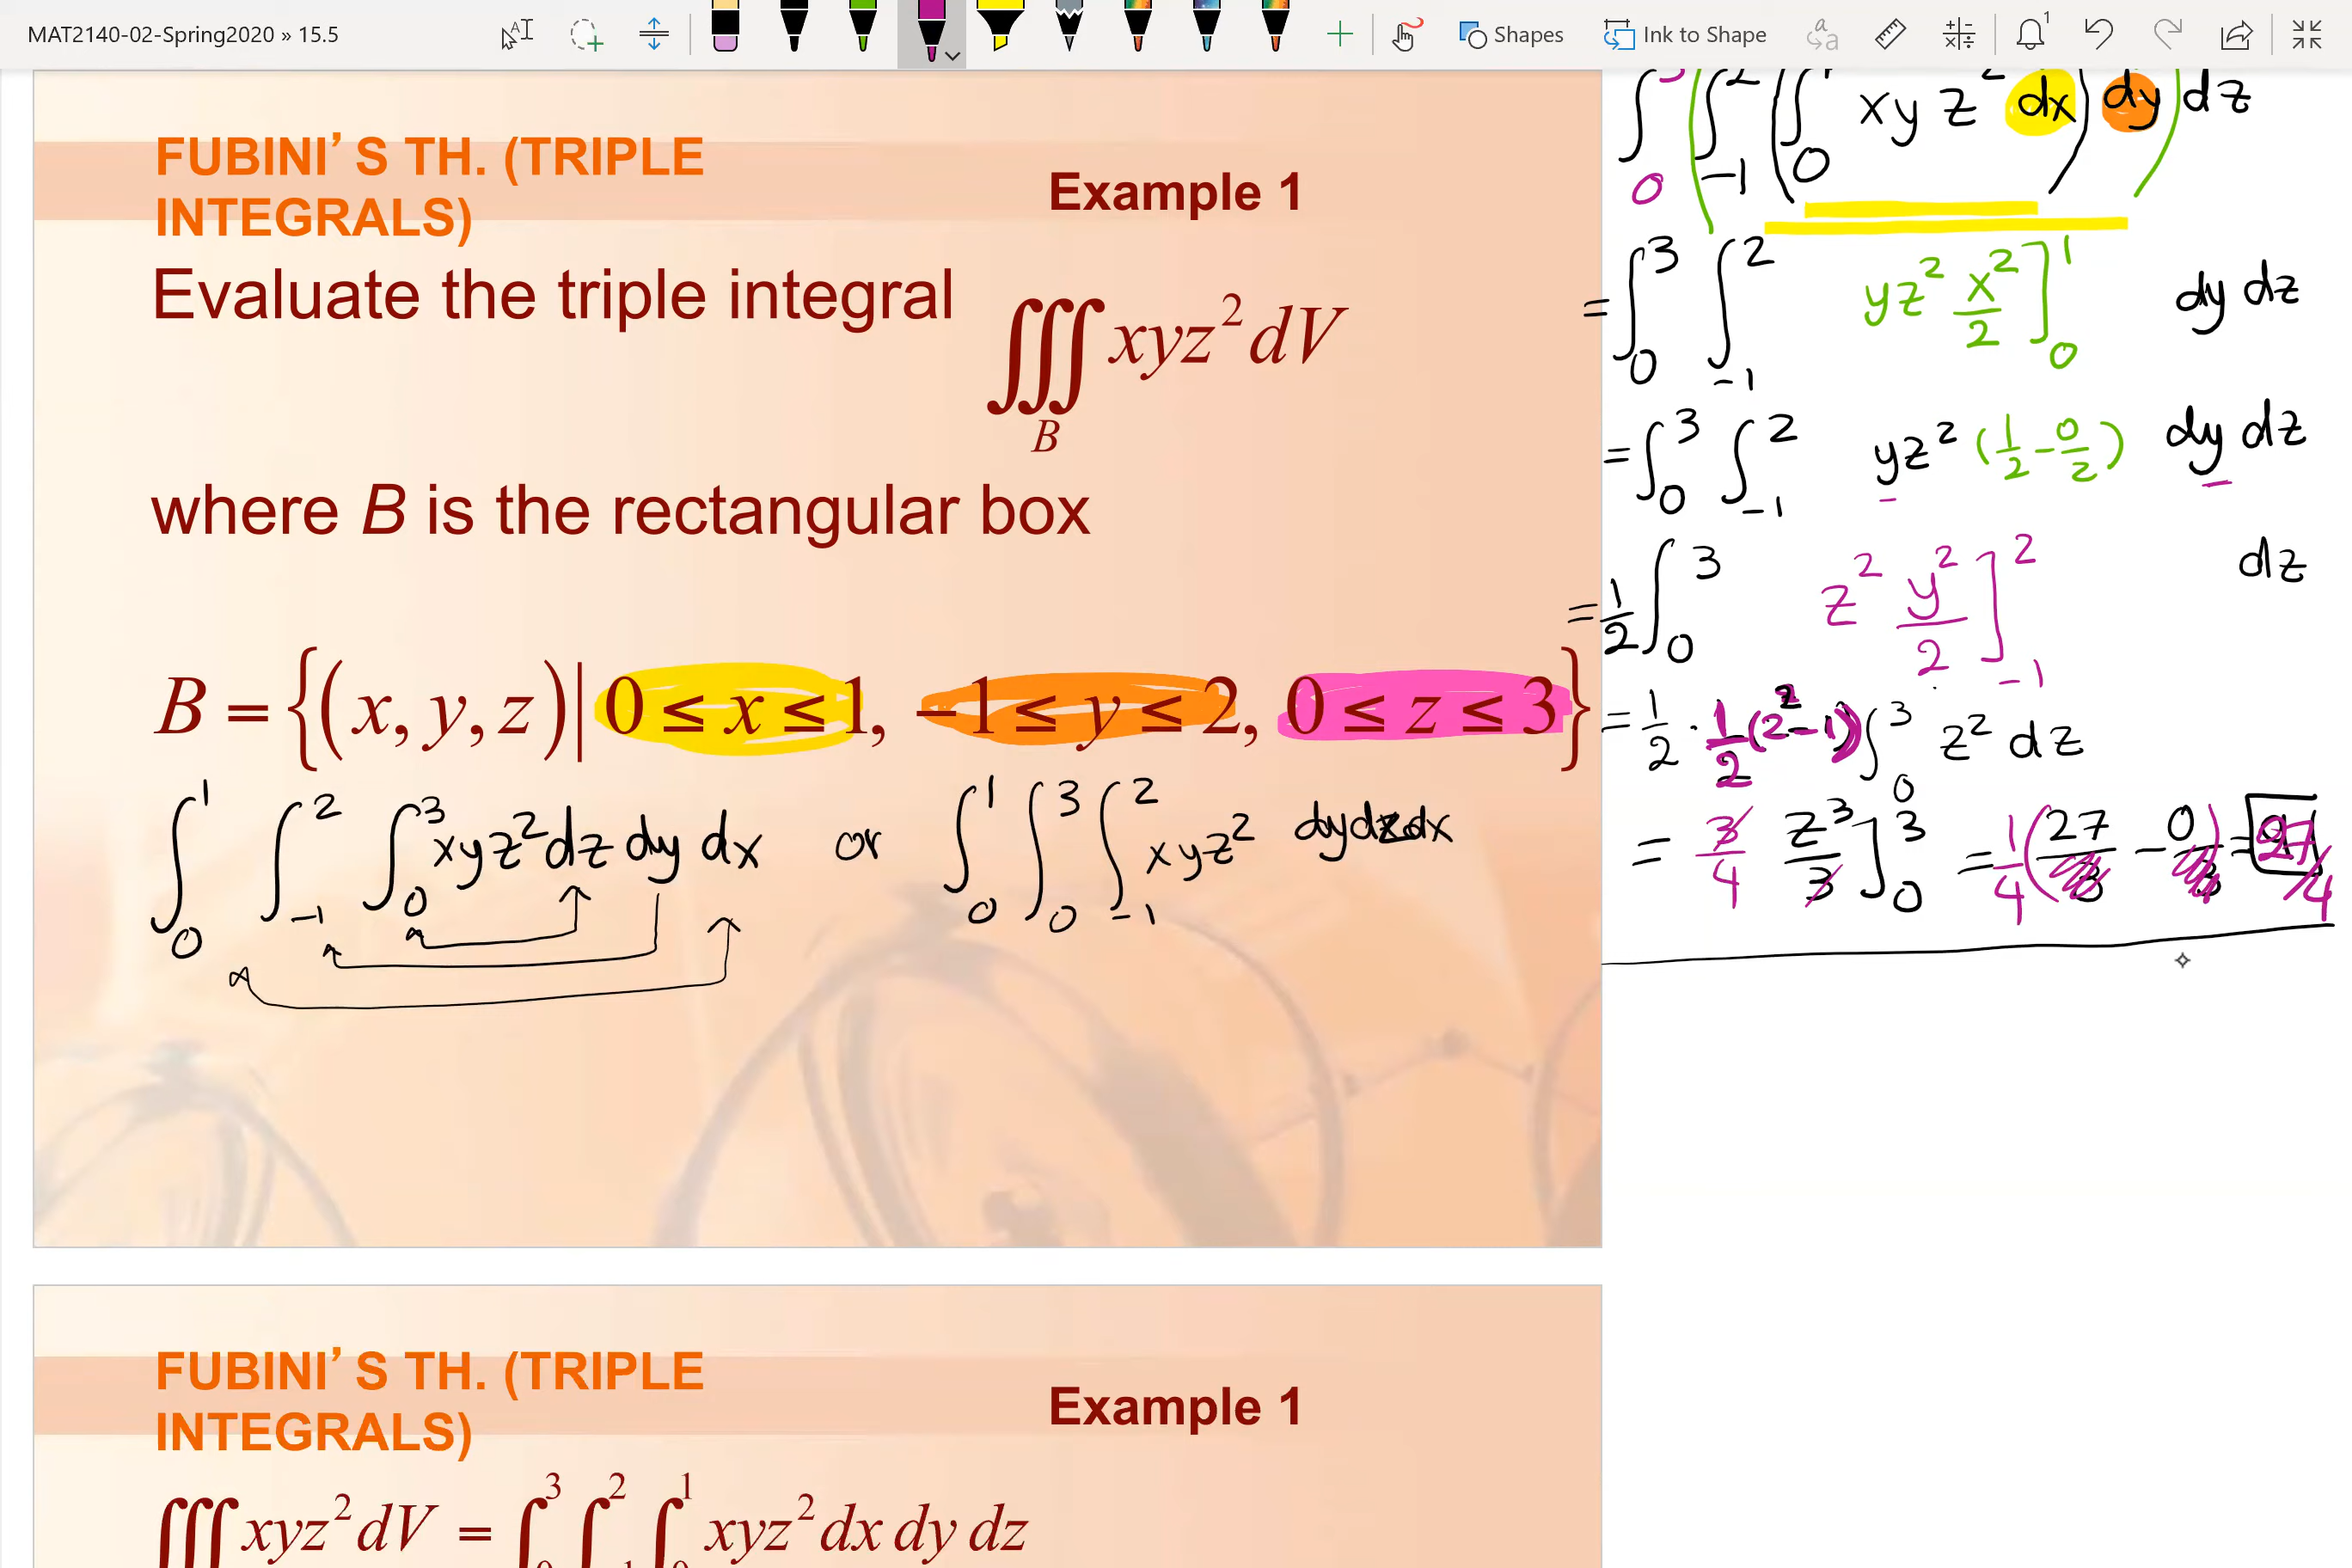 MAT2140-02-Spring2020 » 15.5
Shapes
Ink to Shape
FUBINI'S TH. (TRIPLE
INTEGRALS)
Example 1
Evaluate the triple integral ∭_B xyz² dV
where B is the rectangular box
B = {(x, y, z)| 0 ≤ x ≤ 1, −1 ≤ y ≤ 2, 0 ≤ z ≤ 3}
∫₀¹ ∫₋₁² ∫₀³ xyz² dz dy dx or ∫₀¹ ∫₀³ ∫₋₁² xyz² dy dz dx
∫₀³ (∫₋₁² (∫₀¹ xyz² dx) dy) dz
= ∫₀³ ∫₋₁² yz² x²/2 ]₀¹ dy dz
= ∫₀³ ∫₋₁² yz² (1/2 − 0/2) dy dz
= 1/2 ∫₀³ z² y²/2 ]₋₁² dz
= 1/2 · 1/2 (2² − 1) ∫₀³ z² dz
= 3/4 z³/3 ]₀³ = 1/4 (27 − 0) = 27/4
FUBINI'S TH. (TRIPLE
INTEGRALS)
Example 1
∭ xyz² dV = ∫₀³ ∫₋₁² ∫₀¹ xyz² dx dy dz